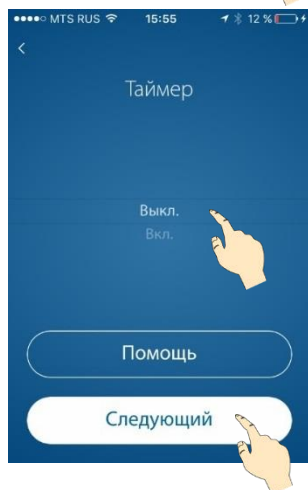 MTS RUS 15:55 12 %
Таймер
Выкл.
Вкл.
Помощь
Следующий